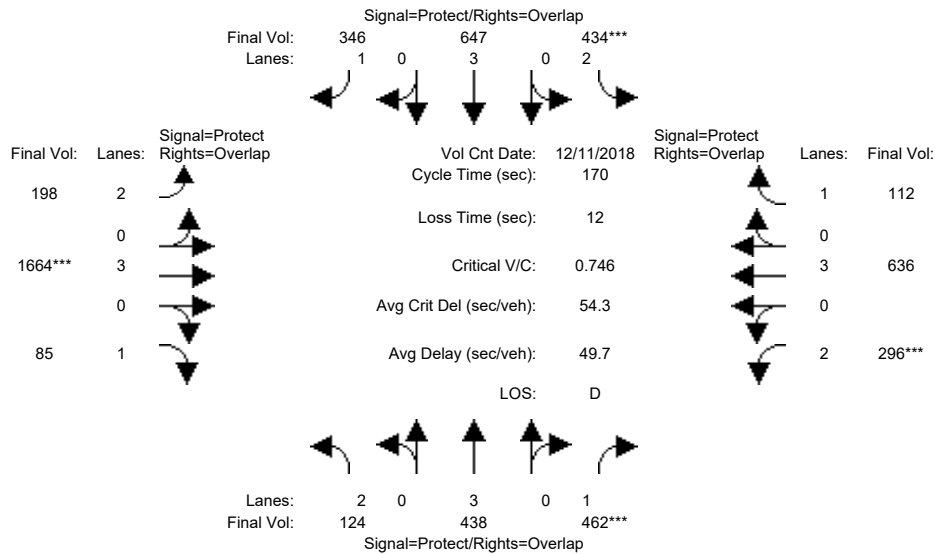 Signal=Protect/Rights=Overlap
Final Vol: 346 647 434***
Lanes: 1 0 3 0 2
Signal=Protect Signal=Protect
Final Vol: Lanes: Rights=Overlap Vol Cnt Date: 12/11/2018 Rights=Overlap Lanes: Final Vol:
Cycle Time (sec): 170
198 2 1 112
Loss Time (sec): 12
0 0
1664*** 3 Critical V/C: 0.746 3 636
0 Avg Crit Del (sec/veh): 54.3 0
85 1 Avg Delay (sec/veh): 49.7 2 296***
LOS: D
Lanes: 2 0 3 0 1
Final Vol: 124 438 462***
Signal=Protect/Rights=Overlap